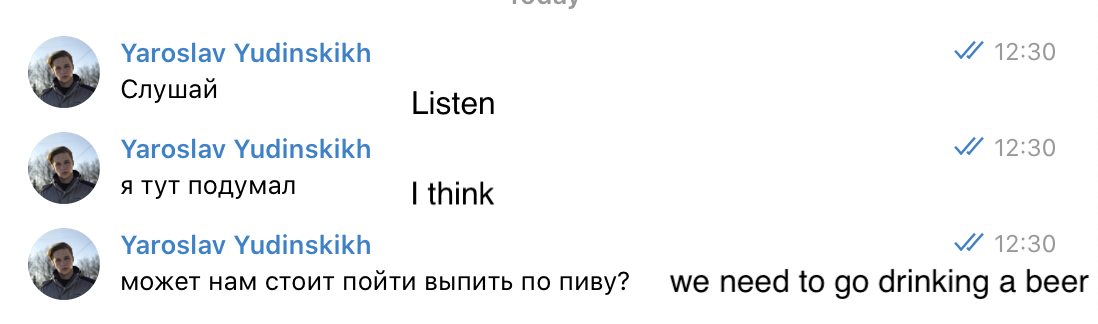 Today
Yaroslav Yudinskikh 12:30
Слушай
Listen
Yaroslav Yudinskikh 12:30
я тут подумал
I think
Yaroslav Yudinskikh 12:30
может нам стоит пойти выпить по пиву? we need to go drinking a beer